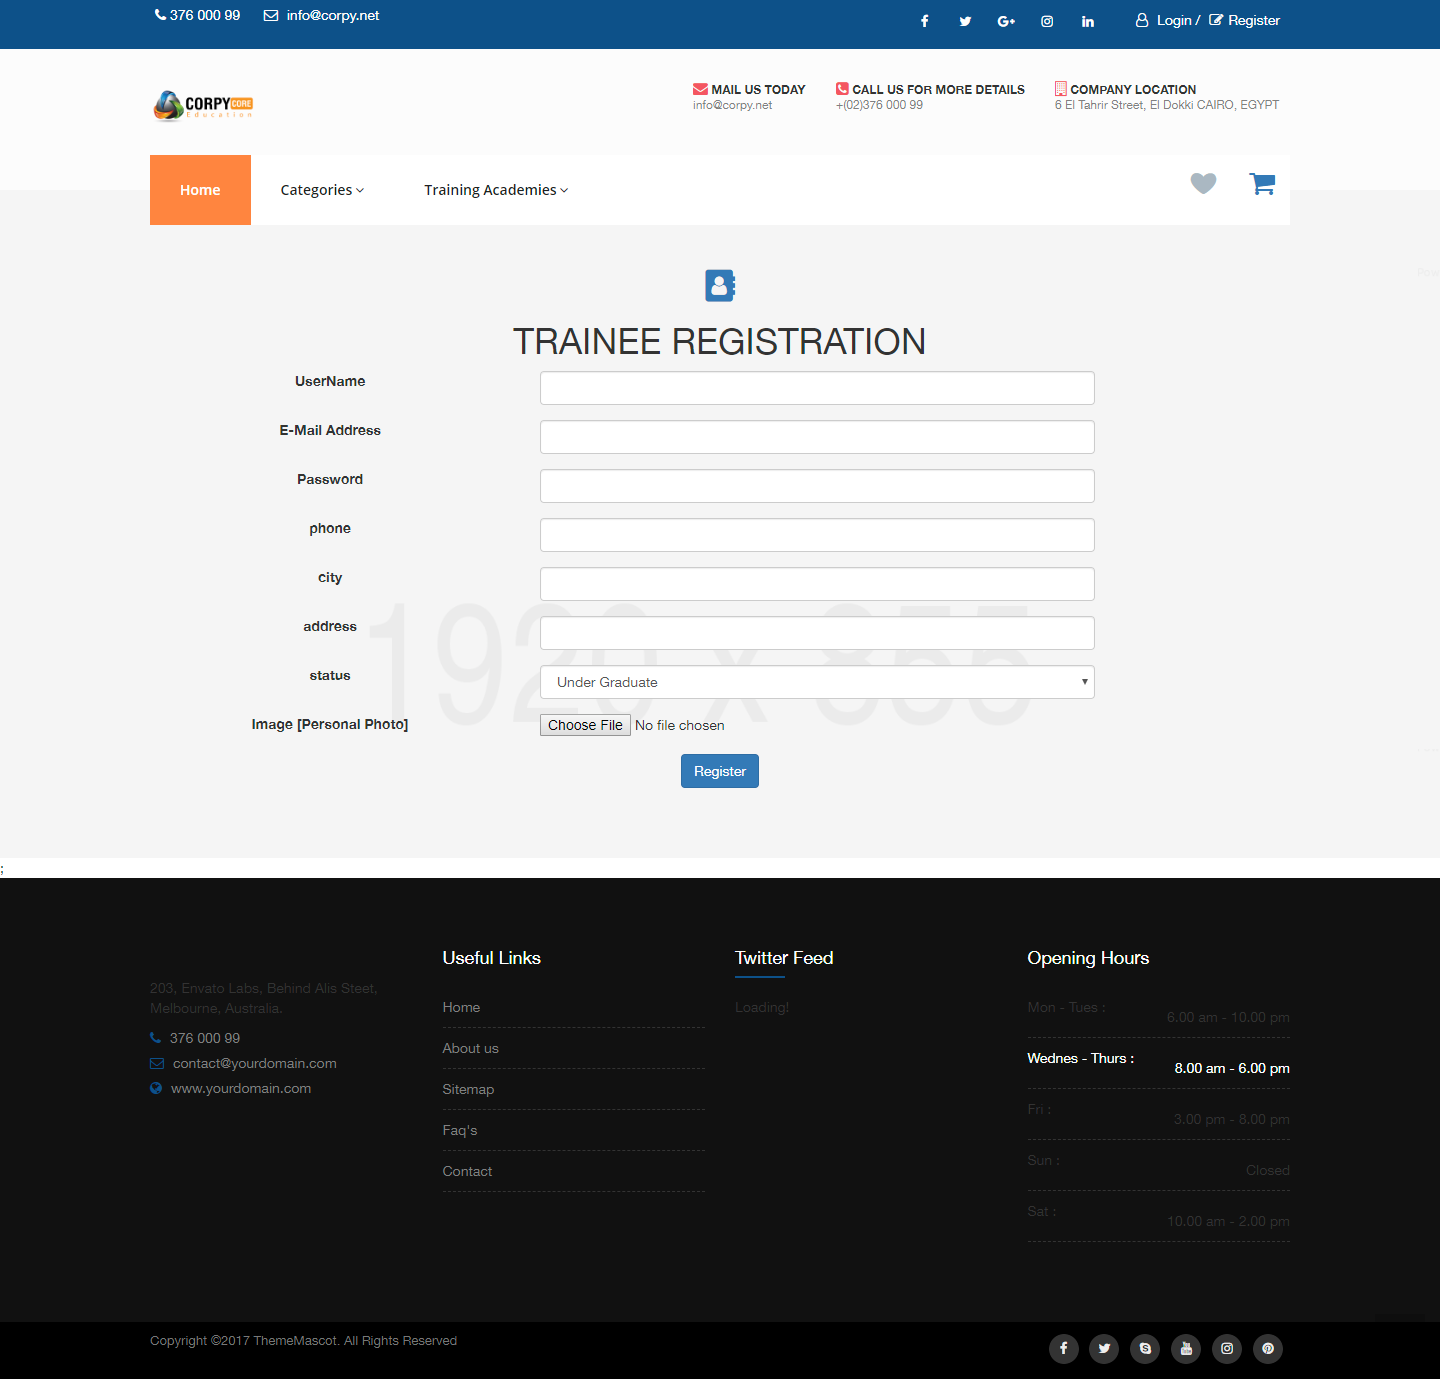 376 000 99 info@corpy.net Login / Register
CORPY CORE
Education
MAIL US TODAY
info@corpy.net
CALL US FOR MORE DETAILS
+(02)376 000 99
COMPANY LOCATION
6 El Tahrir Street, El Dokki CAIRO, EGYPT
Home Categories Training Academies
TRAINEE REGISTRATION
UserName
E-Mail Address
Password
phone
city
address
1920 x 855
status Under Graduate
Image [Personal Photo] Choose File No file chosen
Register
;
203, Envato Labs, Behind Alis Steet,
Melbourne, Australia.
376 000 99
contact@yourdomain.com
www.yourdomain.com
Useful Links
Home
About us
Sitemap
Faq's
Contact
Twitter Feed
Loading!
Opening Hours
Mon - Tues : 6.00 am - 10.00 pm
Wednes - Thurs : 8.00 am - 6.00 pm
Fri : 3.00 pm - 8.00 pm
Sun : Closed
Sat : 10.00 am - 2.00 pm
Copyright ©2017 ThemeMascot. All Rights Reserved